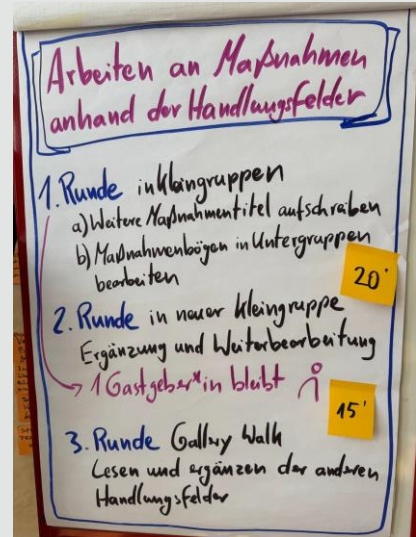 Arbeiten an Maßnahmen
anhand der Handlungsfelder
1. Runde in Kleingruppen
a) Weitere Maßnahmentitel aufschreiben
b) Maßnahmenbögen in Untergruppen
bearbeiten
20'
2. Runde in neuer Kleingruppe
Ergänzung und Weiterbearbeitung
→ 1 Gastgeber*in bleibt
15'
3. Runde Gallery Walk
Lesen und ergänzen der anderen
Handlungsfelder